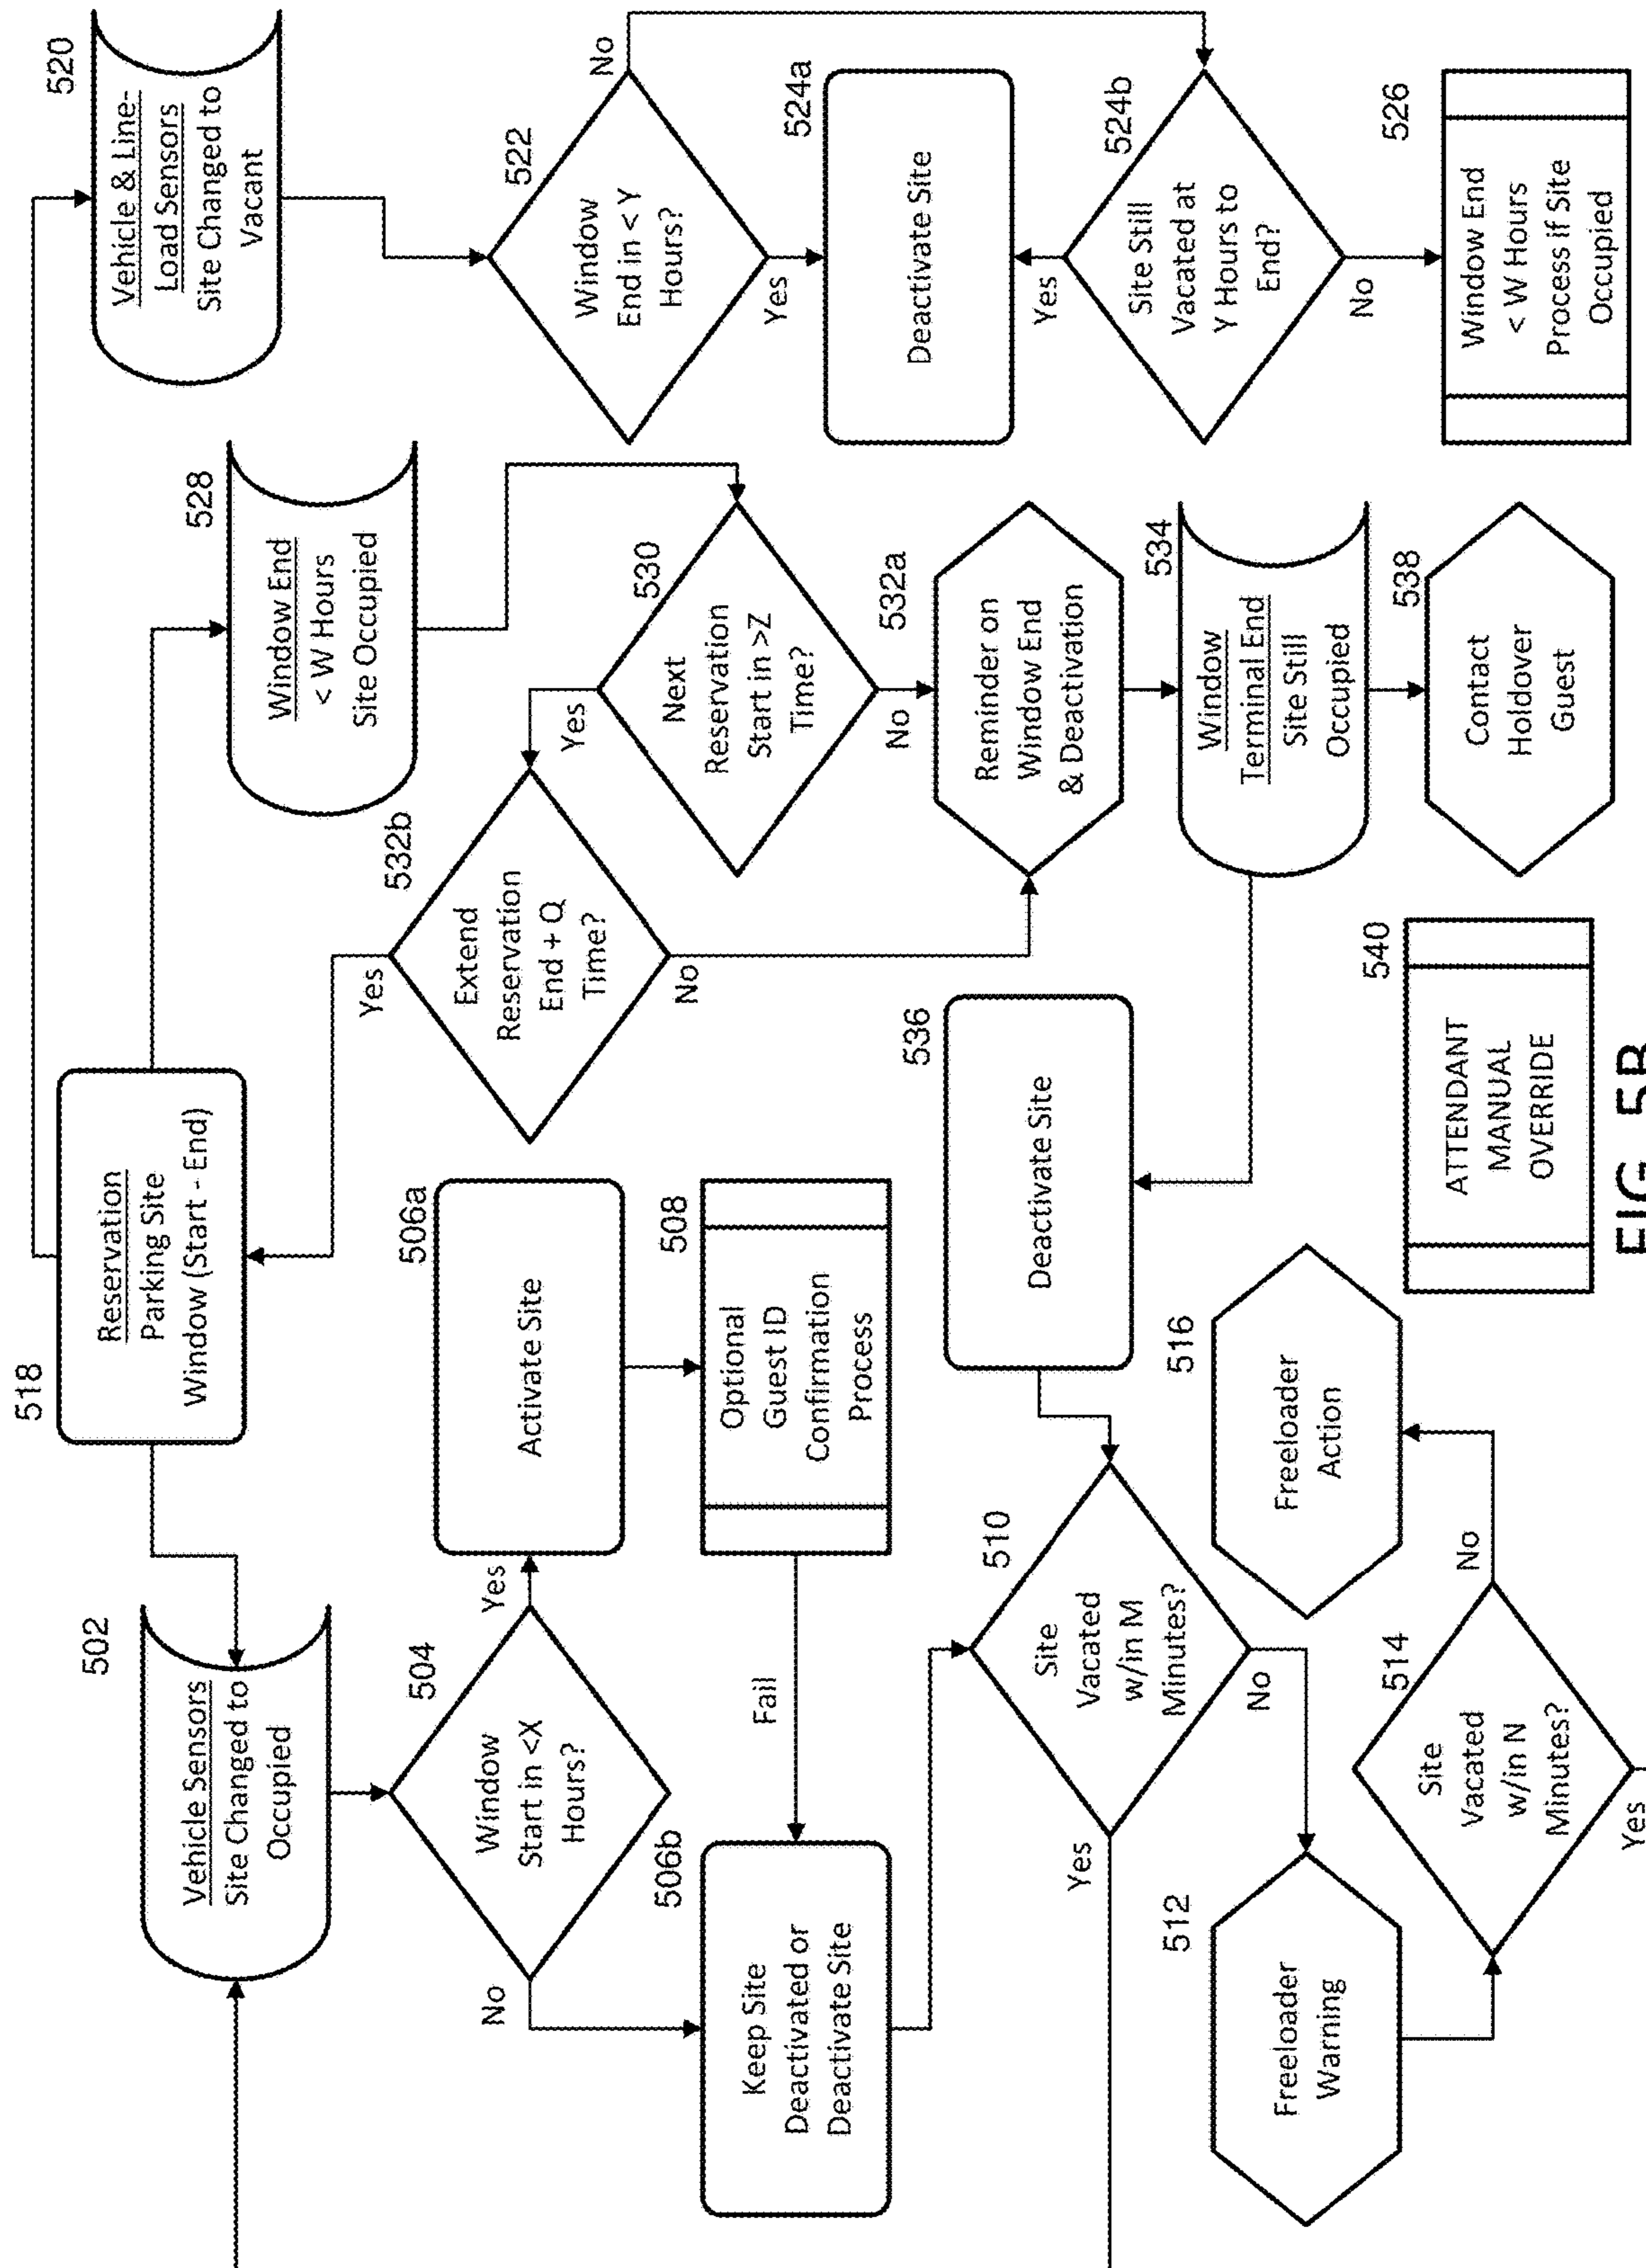 518
Reservation
Parking Site
Window (Start - End)
502
Vehicle Sensors
Site Changed to
Occupied
504
Window
Start in <X
Hours?
Yes
No
506a
Activate Site
508
Optional
Guest ID
Confirmation
Process
Fail
506b
Keep Site
Deactivated or
Deactivate Site
510
Site
Vacated
w/in M
Minutes?
Yes
No
512
Freeloader
Warning
514
Site
Vacated
w/in N
Minutes?
Yes
No
516
Freeloader
Action
528
Window End
< W Hours
Site Occupied
530
Next
Reservation
Start in >Z
Time?
Yes
No
532b
Extend
Reservation
End + Q
Time?
Yes
No
532a
Reminder on
Window End
& Deactivation
534
Window
Terminal End
Site Still
Occupied
536
Deactivate Site
538
Contact
Holdover
Guest
540
ATTENDANT
MANUAL
OVERRIDE
520
Vehicle & Line-
Load Sensors
Site Changed to
Vacant
522
Window
End in < Y
Hours?
No
Yes
524a
Deactivate Site
524b
Site Still
Vacated at
Y Hours to
End?
Yes
No
526
Window End
< W Hours
Process if Site
Occupied
FIG. 5B